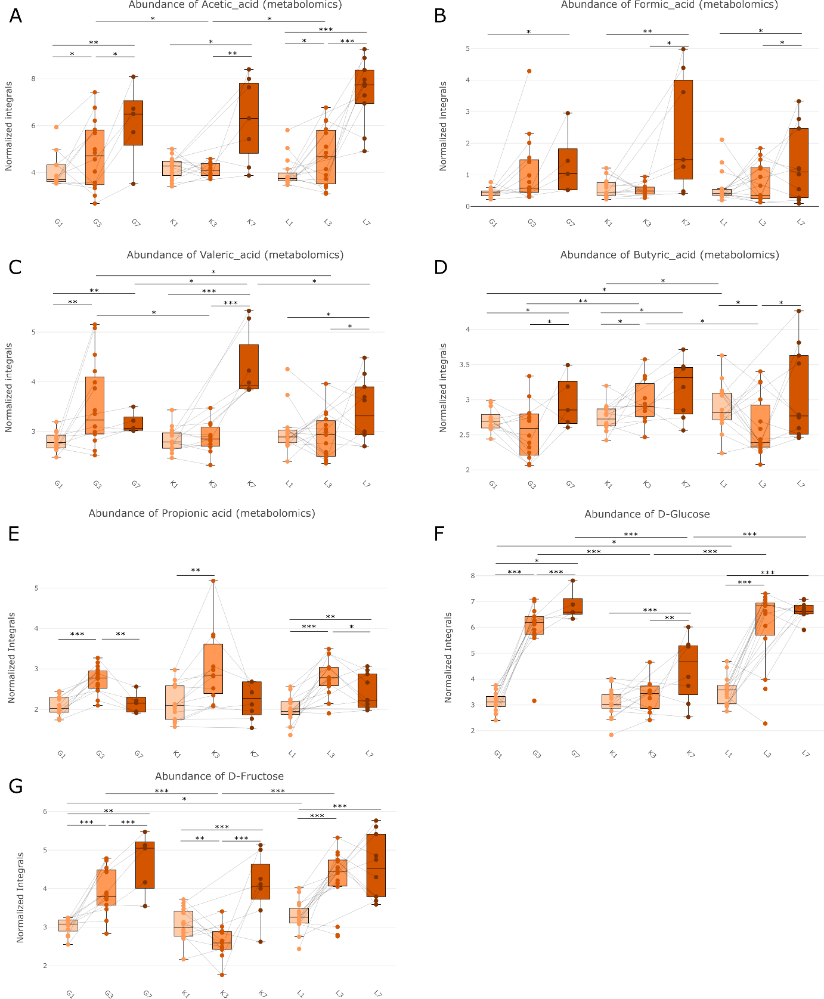 A
Abundance of Acetic_acid (metabolomics)
* *
***
** * * ***
* * **
8
6
4
Normalized integrals
G1 G3 G7 K1 K3 K7 L1 L3 L7
B
Abundance of Formic_acid (metabolomics)
* ** *
* *
5
4
3
2
1
0
Normalized integrals
G1 G3 G7 K1 K3 K7 L1 L3 L7
C
Abundance of Valeric_acid (metabolomics)
*
* *
** ***
** ***
* *
*
5
4
3
Normalized integrals
G1 G3 G7 K1 K3 K7 L1 L3 L7
D
Abundance of Butyric_acid (metabolomics)
*
*
** * *
* *
* * *
4
3.5
3
2.5
2
Normalized integrals
G1 G3 G7 K1 K3 K7 L1 L3 L7
E
Abundance of Propionic acid (metabolomics)
**
**
*** ** *** *
5
4
3
2
Normalized Integrals
G1 G3 G7 K1 K3 K7 L1 L3 L7
F
Abundance of D-Glucose
*** ***
*
*** ***
*
*** *** ***
***
***
**
8
7
6
5
4
3
2
Normalized Integrals
G1 G3 G7 K1 K3 K7 L1 L3 L7
G
Abundance of D-Fructose
*** ***
*
** ***
*** *** ***
***
** ***
6
5
4
3
2
Normalized Integrals
G1 G3 G7 K1 K3 K7 L1 L3 L7